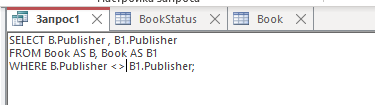 Настройка запроса
Запрос1 BookStatus Book
SELECT B.Publisher , B1.Publisher
FROM Book AS B, Book AS B1
WHERE B.Publisher <> B1.Publisher;